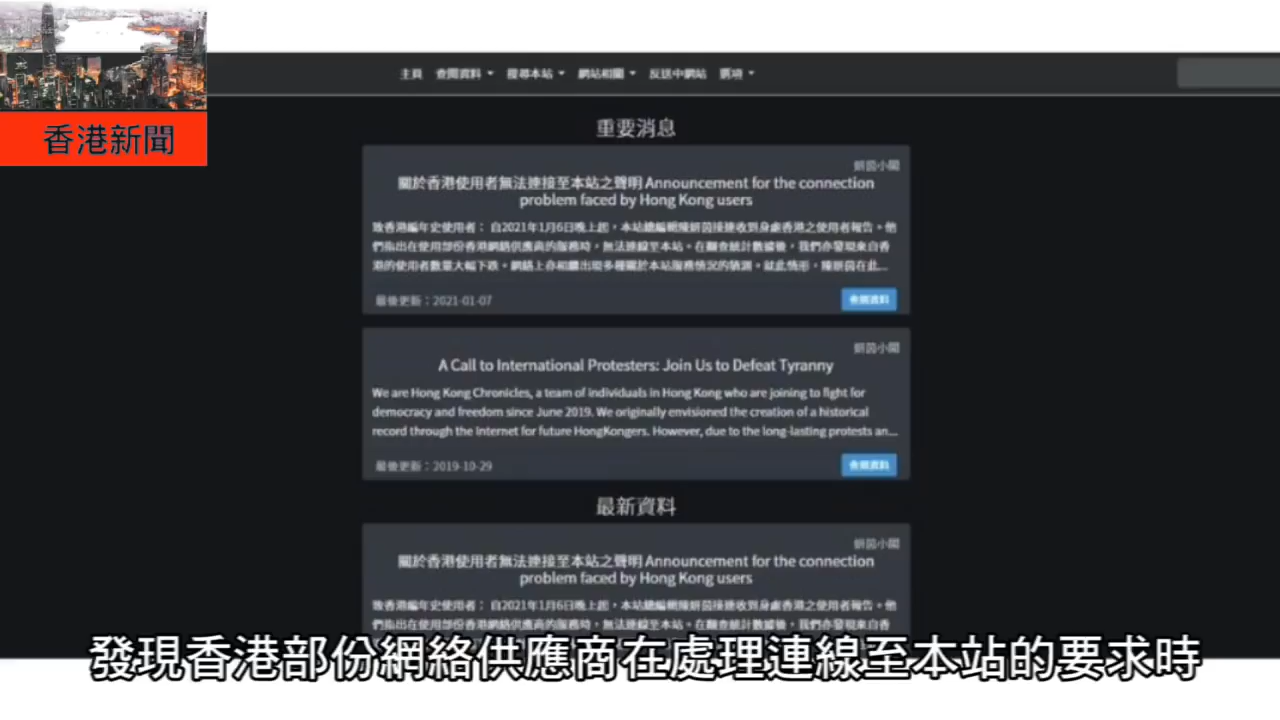 香港新聞
主頁 查閱資料 搜尋本站 網站相關 反送中網站 選項
重要消息
關於香港使用者無法連接至本站之聲明 Announcement for the connection
problem faced by Hong Kong users
致香港編年史使用者： 自2021年1月6日晚上起，本站總編輯陳妍茵接連收到身處香港之使用者報告。他
們指出在使用部份香港網絡供應商的服務時，無法連線至本站。在翻查統計數據後，我們亦發現來自香
港的使用者數量大幅下跌。網絡上亦相繼出現多種關於本站服務情況的猜測。就此情形，陳妍茵在此...
最後更新：2021-01-07
查閱資料
A Call to International Protesters: Join Us to Defeat Tyranny
We are Hong Kong Chronicles, a team of individuals in Hong Kong who are joining to fight for
democracy and freedom since June 2019. We originally envisioned the creation of a historical
record through the Internet for future HongKongers. However, due to the long-lasting protests an...
最後更新：2019-10-29
查閱資料
最新資料
關於香港使用者無法連接至本站之聲明 Announcement for the connection
problem faced by Hong Kong users
致香港編年史使用者： 自2021年1月6日晚上起，本站總編輯陳妍茵接連收到身處香港之使用者報告。他
們指出在使用部份香港網絡供應商的服務時，無法連線至本站。在翻查統計數據後，我們亦發現來自香
發現香港部份網絡供應商在處理連線至本站的要求時